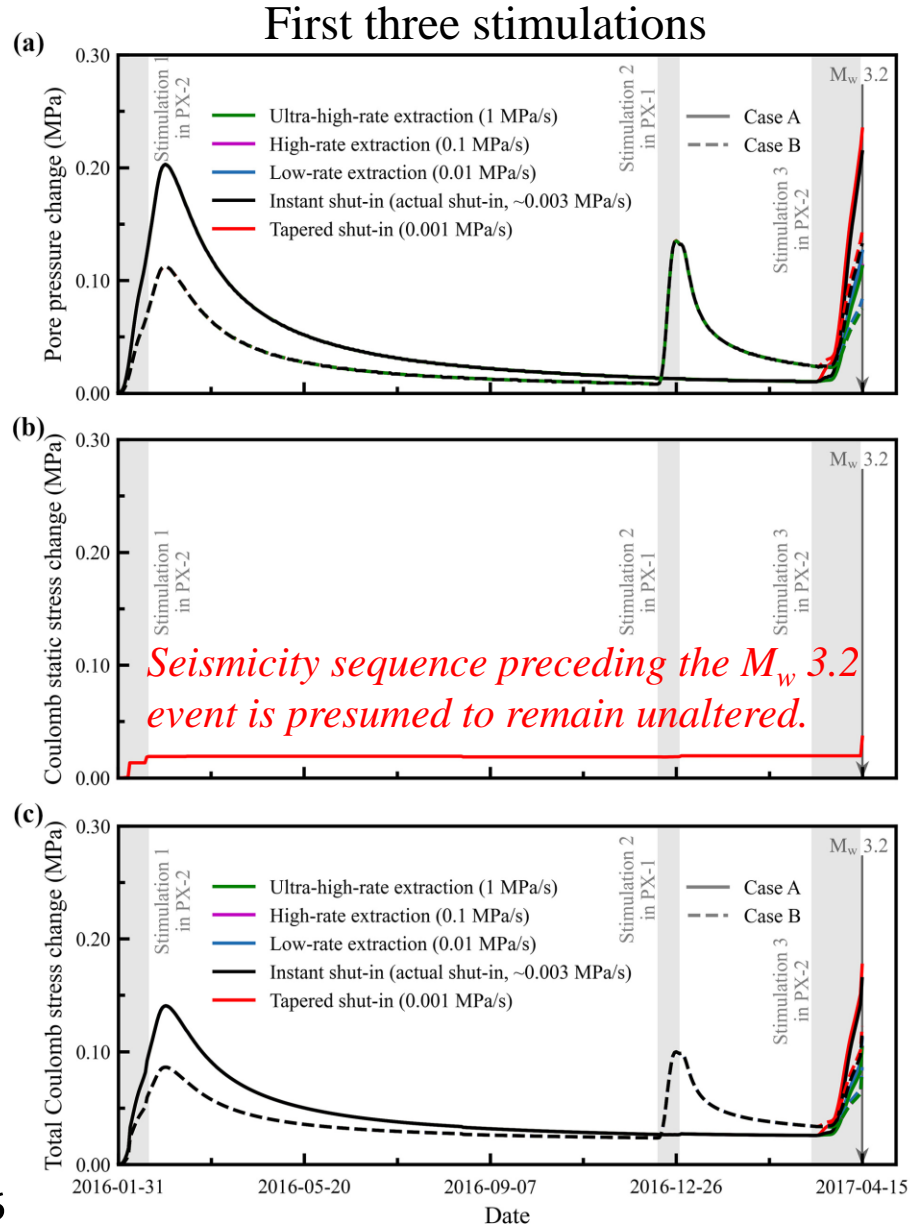 First three stimulations
(a)
Pore pressure change (MPa)
0.30
0.20
0.10
0.00
Stimulation 1
in PX-2
Ultra-high-rate extraction (1 MPa/s)
High-rate extraction (0.1 MPa/s)
Low-rate extraction (0.01 MPa/s)
Instant shut-in (actual shut-in, ~0.003 MPa/s)
Tapered shut-in (0.001 MPa/s)
Stimulation 2
in PX-1
Case A
Case B
Stimulation 3
in PX-2
Mw 3.2
(b)
Coulomb static stress change (MPa)
0.30
0.20
0.10
0.00
Stimulation 1
in PX-2
Stimulation 2
in PX-1
Stimulation 3
in PX-2
Mw 3.2
Seismicity sequence preceding the Mw 3.2
event is presumed to remain unaltered.
(c)
Total Coulomb stress change (MPa)
0.30
0.20
0.10
0.00
Stimulation 1
in PX-2
Ultra-high-rate extraction (1 MPa/s)
High-rate extraction (0.1 MPa/s)
Low-rate extraction (0.01 MPa/s)
Instant shut-in (actual shut-in, ~0.003 MPa/s)
Tapered shut-in (0.001 MPa/s)
Stimulation 2
in PX-1
Case A
Case B
Stimulation 3
in PX-2
Mw 3.2
2016-01-31
2016-05-20
2016-09-07
2016-12-26
2017-04-15
Date